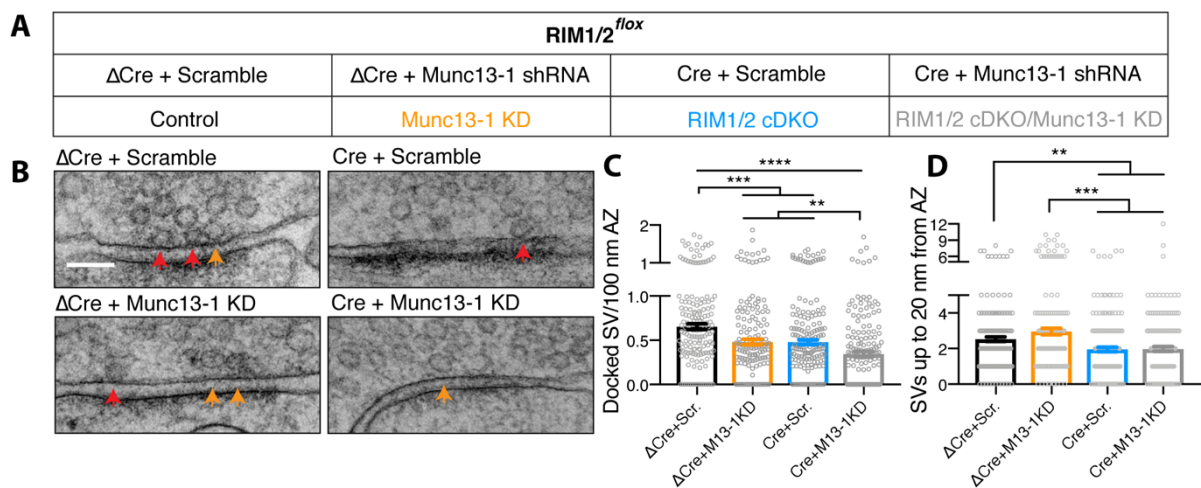 A
RIM1/2flox
ΔCre + Scramble
ΔCre + Munc13-1 shRNA
Cre + Scramble
Cre + Munc13-1 shRNA
Control
Munc13-1 KD
RIM1/2 cDKO
RIM1/2 cDKO/Munc13-1 KD
B
ΔCre + Scramble
Cre + Scramble
ΔCre + Munc13-1 KD
Cre + Munc13-1 KD
C
****
***
**
Docked SV/100 nm AZ
2
1
1.0
0.5
0.0
ΔCre+Scr.
ΔCre+M13-1KD
Cre+Scr.
Cre+M13-1KD
D
**
***
SVs up to 20 nm from AZ
12
9
6
4
2
0
ΔCre+Scr.
ΔCre+M13-1KD
Cre+Scr.
Cre+M13-1KD